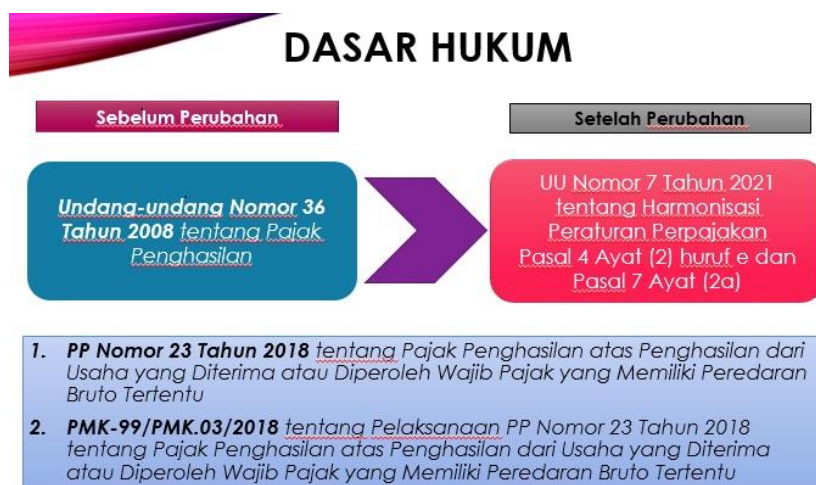 DASAR HUKUM
Sebelum Perubahan
Setelah Perubahan
Undang-undang Nomor 36
Tahun 2008 tentang Pajak
Penghasilan
UU Nomor 7 Tahun 2021
tentang Harmonisasi
Peraturan Perpajakan
Pasal 4 Ayat (2) huruf e dan
Pasal 7 Ayat (2a)
1. PP Nomor 23 Tahun 2018 tentang Pajak Penghasilan atas Penghasilan dari
Usaha yang Diterima atau Diperoleh Wajib Pajak yang Memiliki Peredaran
Bruto Tertentu
2. PMK-99/PMK.03/2018 tentang Pelaksanaan PP Nomor 23 Tahun 2018
tentang Pajak Penghasilan atas Penghasilan dari Usaha yang Diterima
atau Diperoleh Wajib Pajak yang Memiliki Peredaran Bruto Tertentu